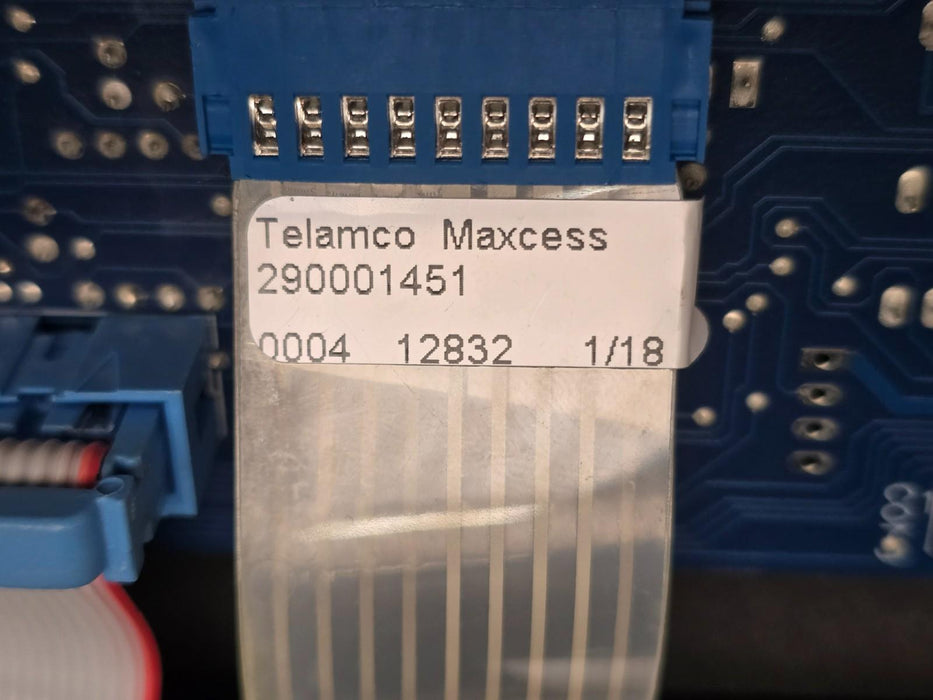 Telamco Maxcess
290001451
0004 12832 1/18